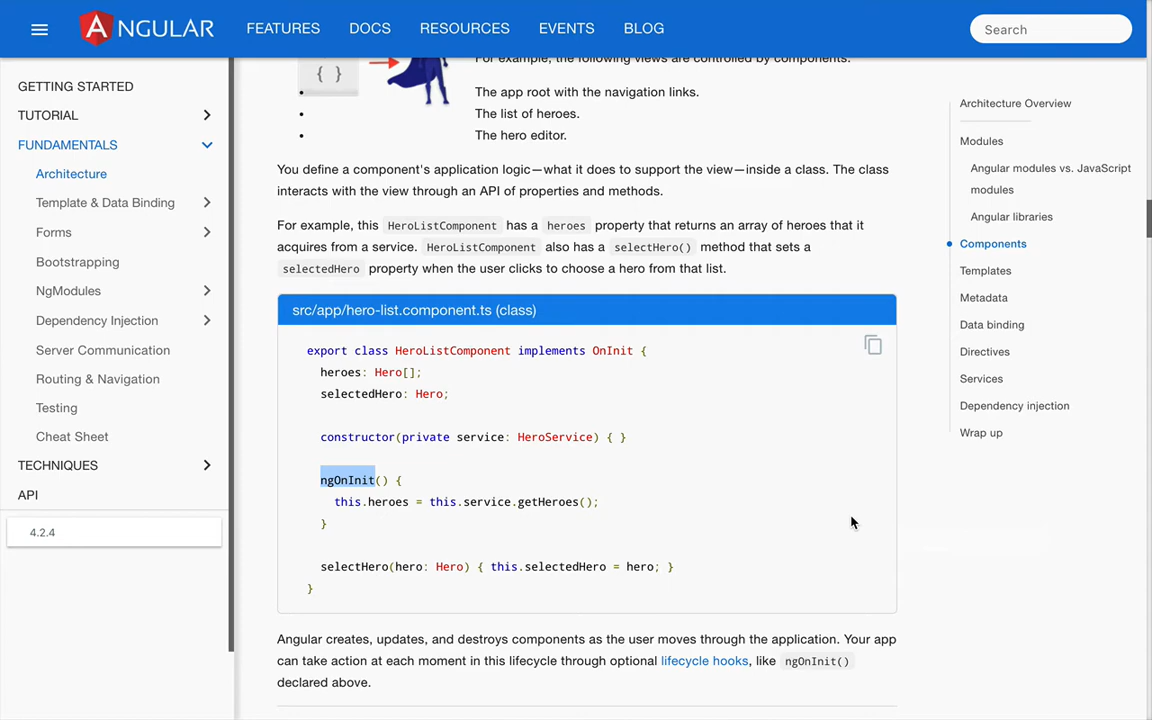 ANGULAR
FEATURES
DOCS
RESOURCES
EVENTS
BLOG
Search
GETTING STARTED
TUTORIAL
FUNDAMENTALS
Architecture
Template & Data Binding
Forms
Bootstrapping
NgModules
Dependency Injection
Server Communication
Routing & Navigation
Testing
Cheat Sheet
TECHNIQUES
API
4.2.4
{ }
For example, the following views are controlled by components:
• The app root with the navigation links.
• The list of heroes.
• The hero editor.
You define a component's application logic—what it does to support the view—inside a class. The class
interacts with the view through an API of properties and methods.
For example, this HeroListComponent has a heroes property that returns an array of heroes that it
acquires from a service. HeroListComponent also has a selectHero() method that sets a
selectedHero property when the user clicks to choose a hero from that list.
src/app/hero-list.component.ts (class)
export class HeroListComponent implements OnInit {
heroes: Hero[];
selectedHero: Hero;
constructor(private service: HeroService) { }
ngOnInit() {
this.heroes = this.service.getHeroes();
}
selectHero(hero: Hero) { this.selectedHero = hero; }
}
Angular creates, updates, and destroys components as the user moves through the application. Your app
can take action at each moment in this lifecycle through optional lifecycle hooks, like ngOnInit()
declared above.
Architecture Overview
Modules
Angular modules vs. JavaScript
modules
Angular libraries
Components
Templates
Metadata
Data binding
Directives
Services
Dependency injection
Wrap up